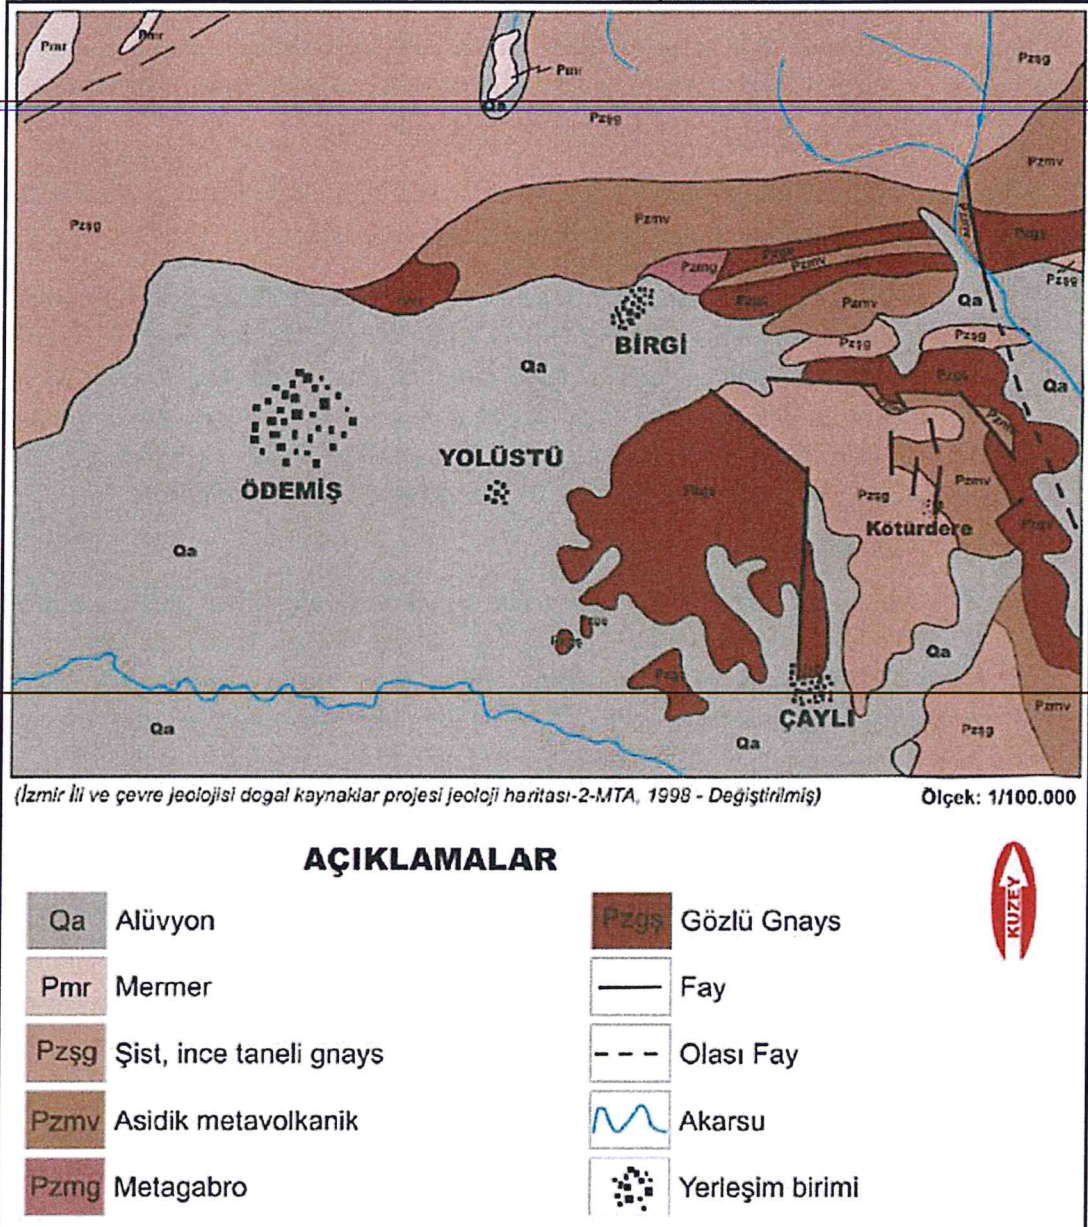 Pmr
Pmr
Pmr
Qa
Pzşg
Pzşg
Pzmv
Pzşg
Pzmv
Pzmg
Pzmv
Pzşg
Qa
Pzmv
BİRGİ
Pzşg
Pzşg
Qa
Qa
YOLÜSTÜ
ÖDEMİŞ
Pzşg
Pzmv
Kötürdere
Qa
Qa
Pzmv
ÇAYLI
Qa
Qa
Pzşg
(İzmir İli ve çevre jeolojisi dogal kaynaklar projesi jeoloji haritası-2-MTA, 1998 - Değiştirilmiş)
Ölçek: 1/100.000
AÇIKLAMALAR
KUZEY
Qa Alüvyon
Pzgş Gözlü Gnays
Pmr Mermer
Fay
Pzşg Şist, ince taneli gnays
Olası Fay
Pzmv Asidik metavolkanik
Akarsu
Pzmg Metagabro
Yerleşim birimi